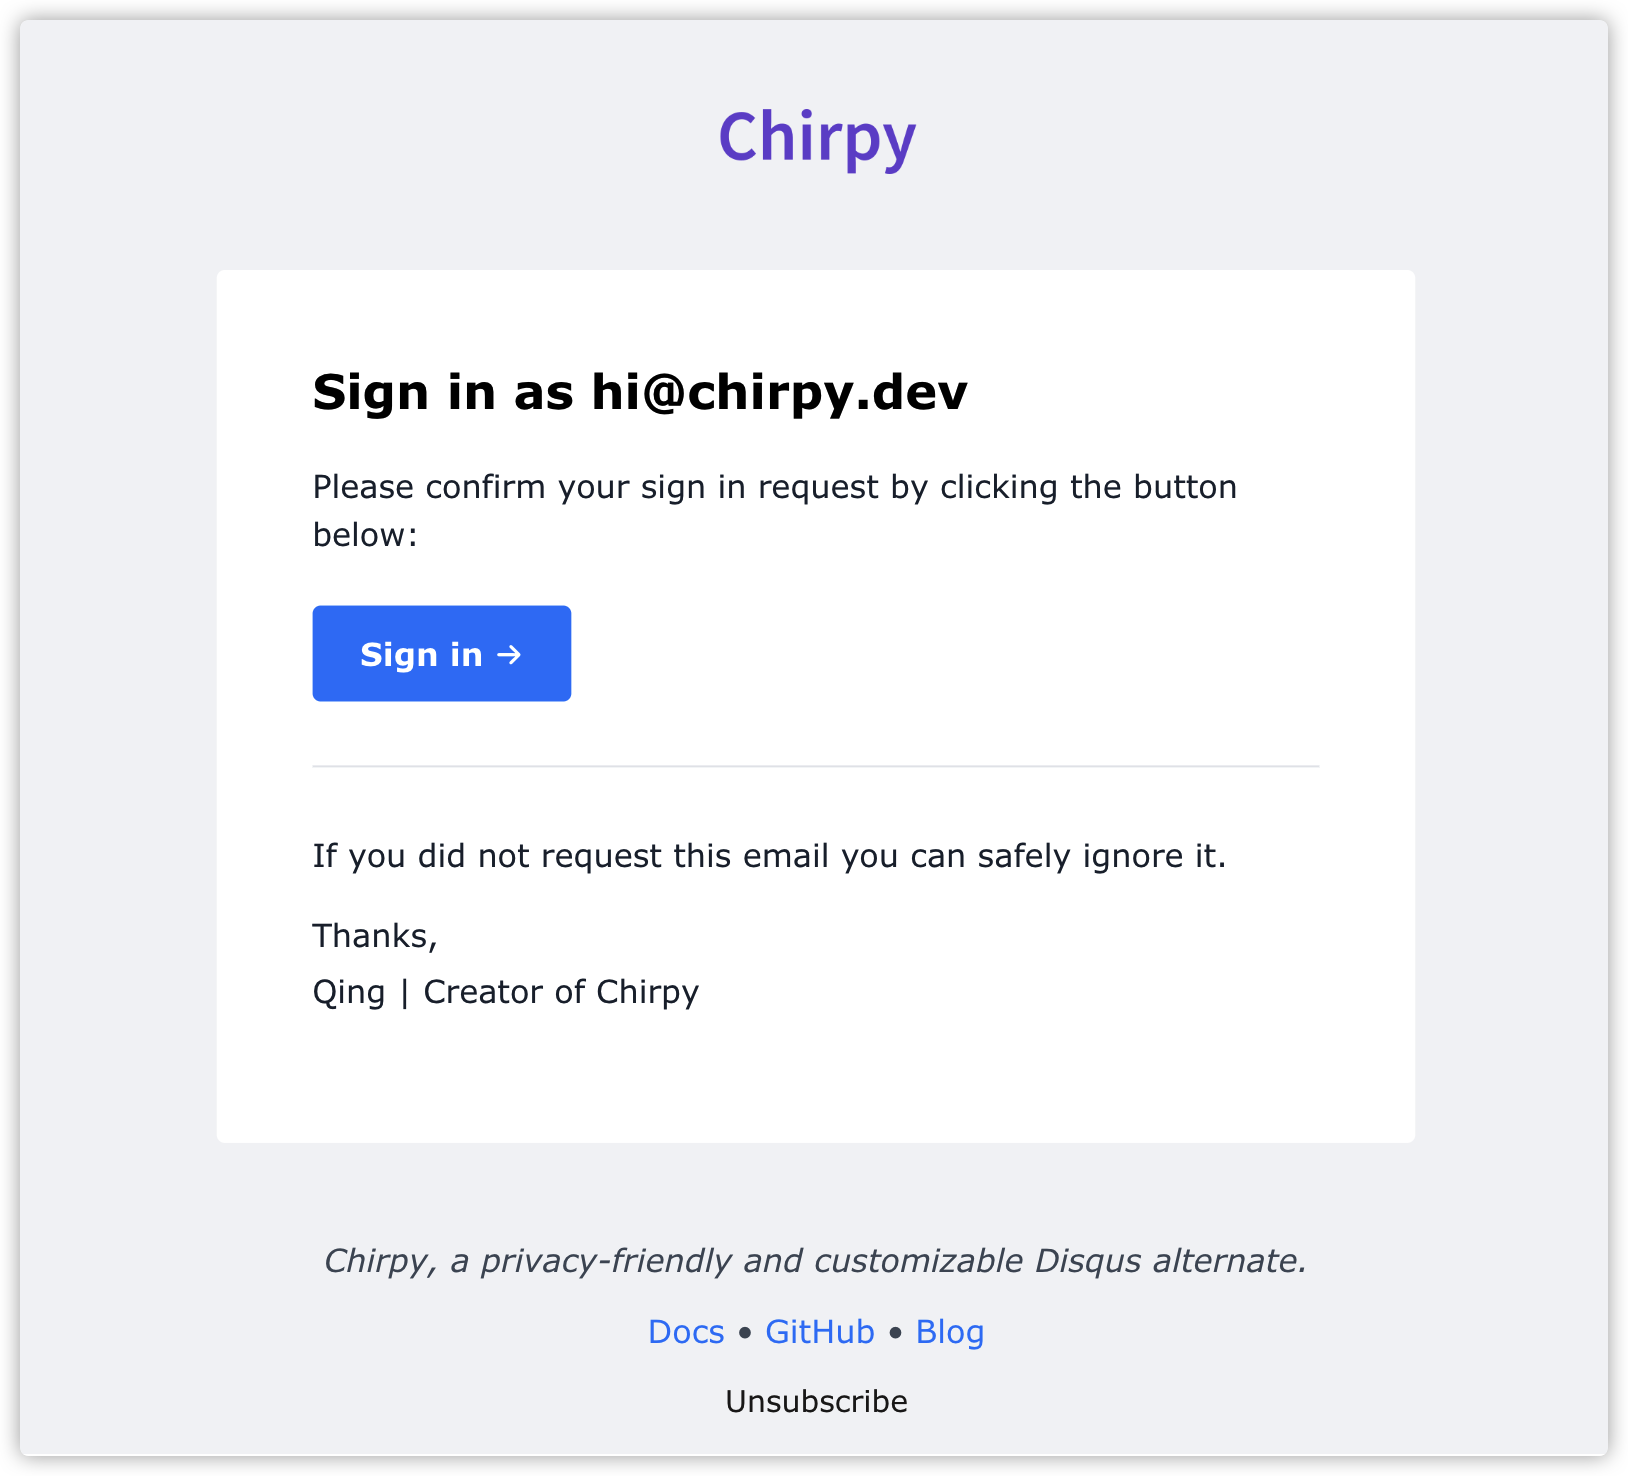 Chirpy
Sign in as hi@chirpy.dev
Please confirm your sign in request by clicking the button
below:
Sign in →
If you did not request this email you can safely ignore it.
Thanks,
Qing | Creator of Chirpy
Chirpy, a privacy-friendly and customizable Disqus alternate.
Docs • GitHub • Blog
Unsubscribe